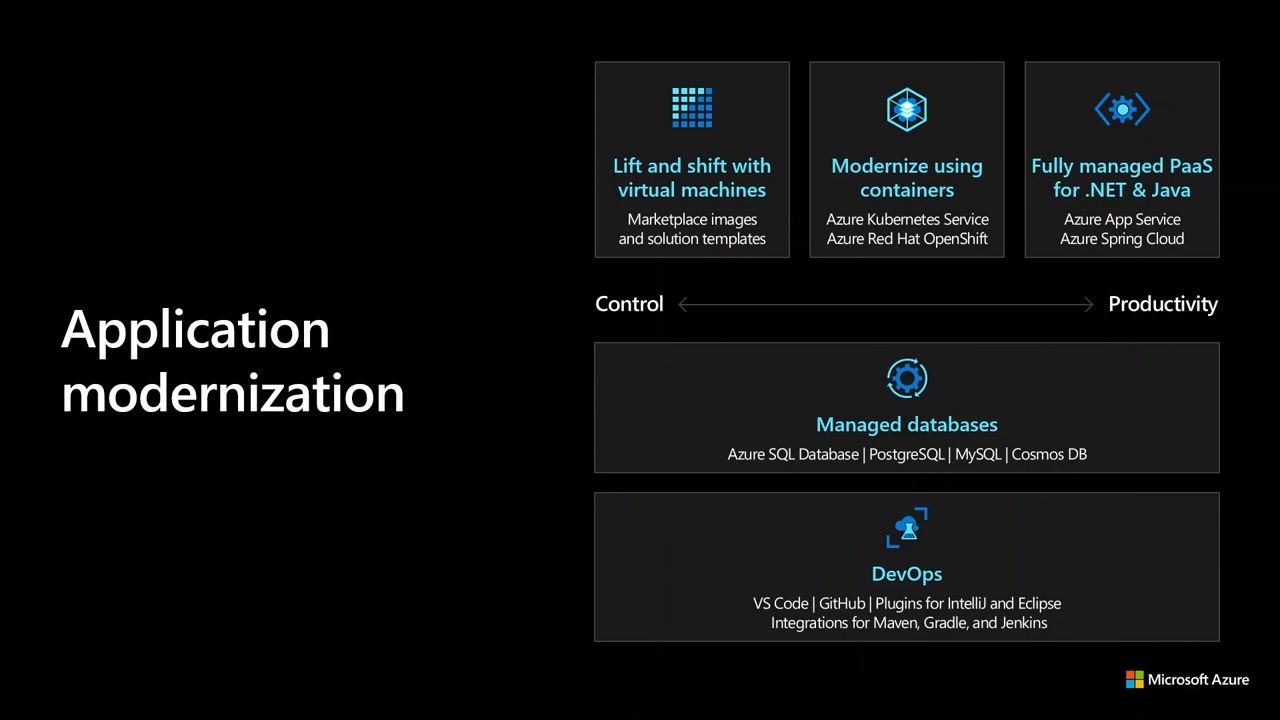 Application
modernization
Lift and shift with
virtual machines
Marketplace images
and solution templates
Modernize using
containers
Azure Kubernetes Service
Azure Red Hat OpenShift
Fully managed PaaS
for .NET & Java
Azure App Service
Azure Spring Cloud
Control
Productivity
Managed databases
Azure SQL Database | PostgreSQL | MySQL | Cosmos DB
DevOps
VS Code | GitHub | Plugins for IntelliJ and Eclipse
Integrations for Maven, Gradle, and Jenkins
Microsoft Azure